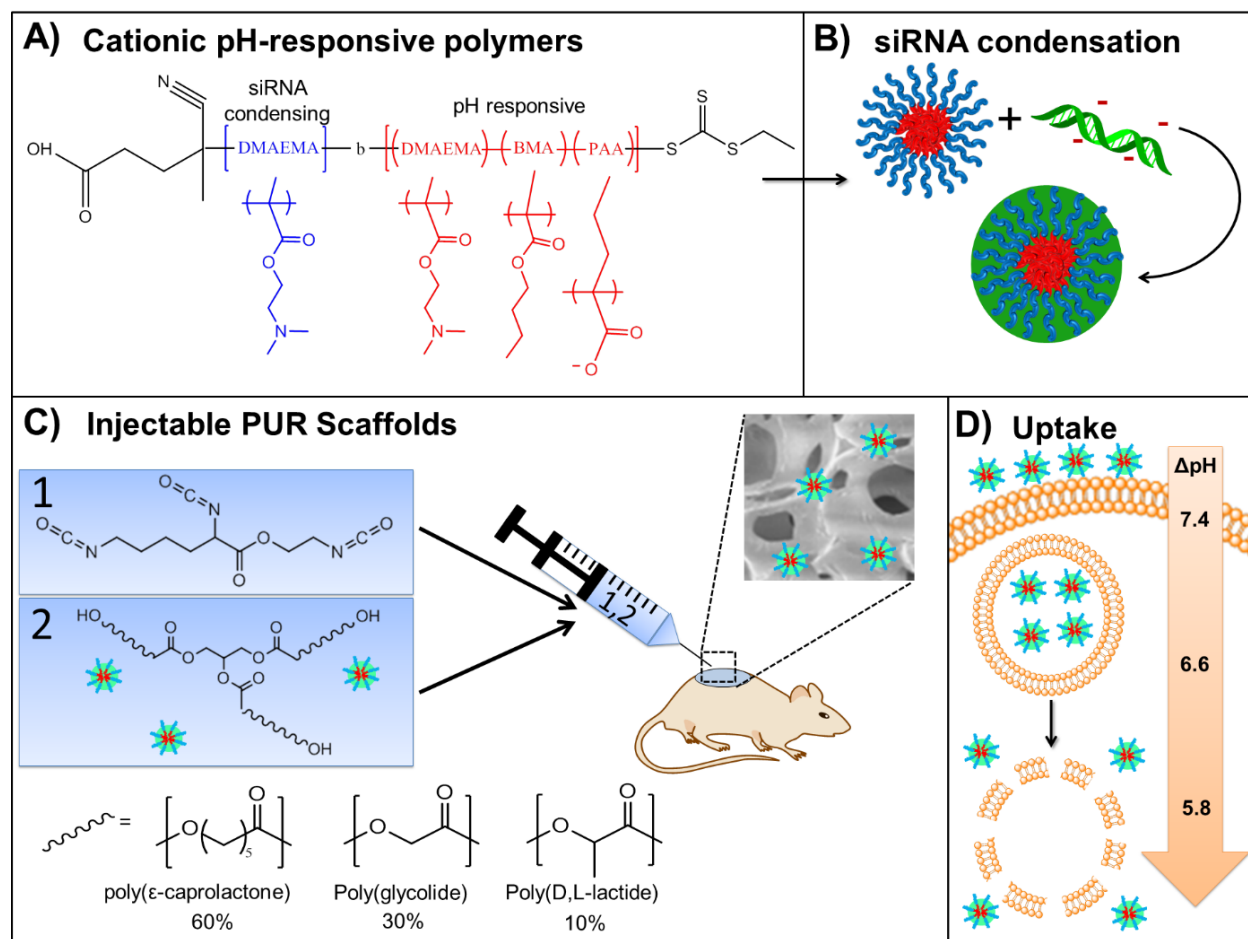 A) Cationic pH-responsive polymers
N
siRNA
condensing
pH responsive
OH
O
DMAEMA
b
DMAEMA
BMA
PAA
S
S
S
O
O
N
O
O
N
O
O
O
−O
B) siRNA condensation
+
−
−
−
−
C) Injectable PUR Scaffolds
1
O=C=N
O=C=N
O
O
N=C=O
2
HO
O
O
O
O
OH
O
O
OH
1,2
=
O
O
5
O
O
O
O
poly(ε-caprolactone)
Poly(glycolide)
Poly(D,L-lactide)
60%
30%
10%
D) Uptake
ΔpH
7.4
6.6
5.8